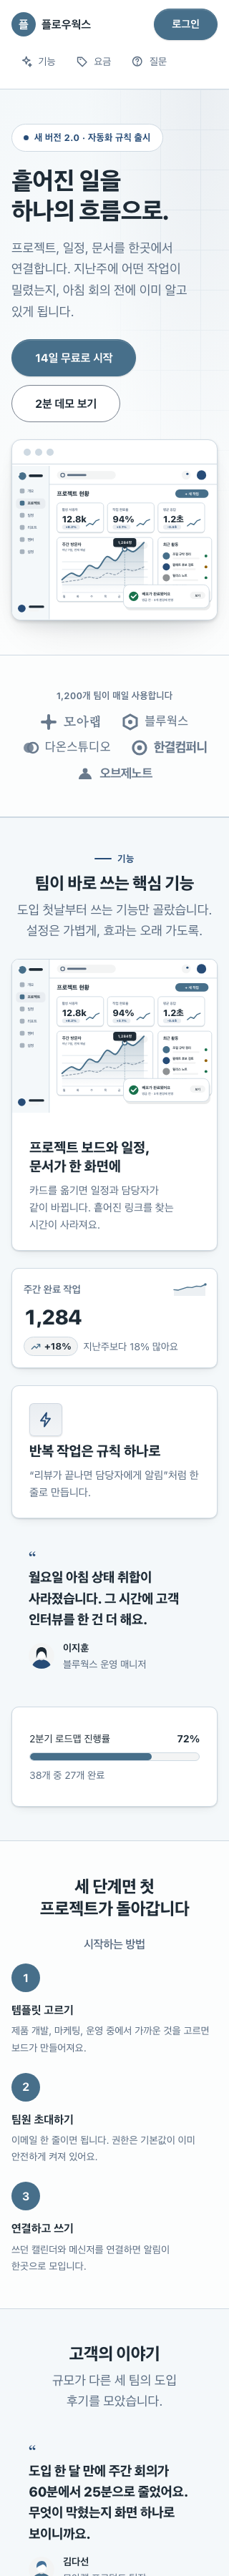 플 플로우웍스
로그인
기능 요금 질문
새 버전 2.0 · 자동화 규칙 출시
흩어진 일을
하나의 흐름으로.
프로젝트, 일정, 문서를 한곳에서
연결합니다. 지난주에 어떤 작업이
밀렸는지, 아침 회의 전에 이미 알고
있게 됩니다.
14일 무료로 시작
2분 데모 보기
프로젝트 현황
12.8k 94% 1.2초
1,200개 팀이 매일 사용합니다
모아랩 블루웍스
다온스튜디오 한결컴퍼니
오브제노트
기능
팀이 바로 쓰는 핵심 기능
도입 첫날부터 쓰는 기능만 골랐습니다.
설정은 가볍게, 효과는 오래 가도록.
프로젝트 현황
12.8k 94% 1.2초
프로젝트 보드와 일정,
문서가 한 화면에
카드를 옮기면 일정과 담당자가
같이 바뀝니다. 흩어진 링크를 찾는
시간이 사라져요.
주간 완료 작업
1,284
+18% 지난주보다 18% 많아요
반복 작업은 규칙 하나로
“리뷰가 끝나면 담당자에게 알림”처럼 한
줄로 만듭니다.
“
월요일 아침 상태 취합이
사라졌습니다. 그 시간에 고객
인터뷰를 한 건 더 해요.
이지훈
블루웍스 운영 매니저
2분기 로드맵 진행률 72%
38개 중 27개 완료
세 단계면 첫
프로젝트가 돌아갑니다
시작하는 방법
1
템플릿 고르기
제품 개발, 마케팅, 운영 중에서 가까운 것을 고르면
보드가 만들어져요.
2
팀원 초대하기
이메일 한 줄이면 됩니다. 권한은 기본값이 이미
안전하게 켜져 있어요.
3
연결하고 쓰기
쓰던 캘린더와 메신저를 연결하면 알림이
한곳으로 모입니다.
고객의 이야기
규모가 다른 세 팀의 도입
후기를 모았습니다.
“
도입 한 달 만에 주간 회의가
60분에서 25분으로 줄었어요.
무엇이 막혔는지 화면 하나로
보이니까요.
김다선